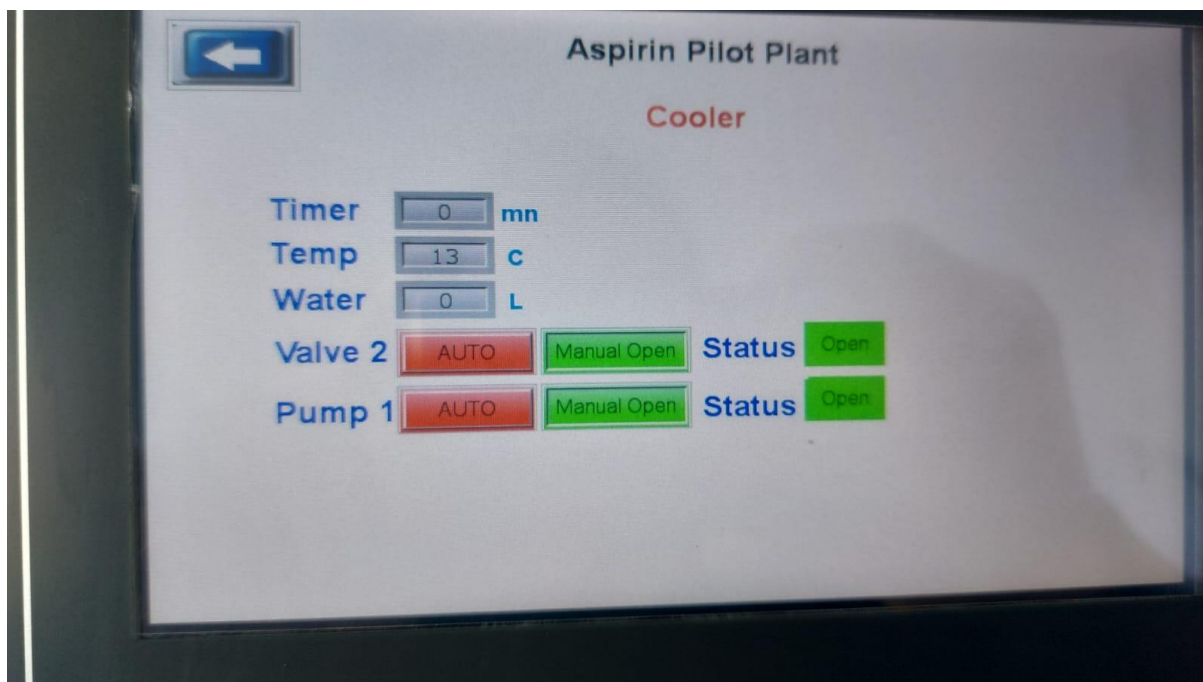 Aspirin Pilot Plant
Cooler
Timer 0 mn
Temp 13 C
Water 0 L
Valve 2 AUTO Manual Open Status Open
Pump 1 AUTO Manual Open Status Open